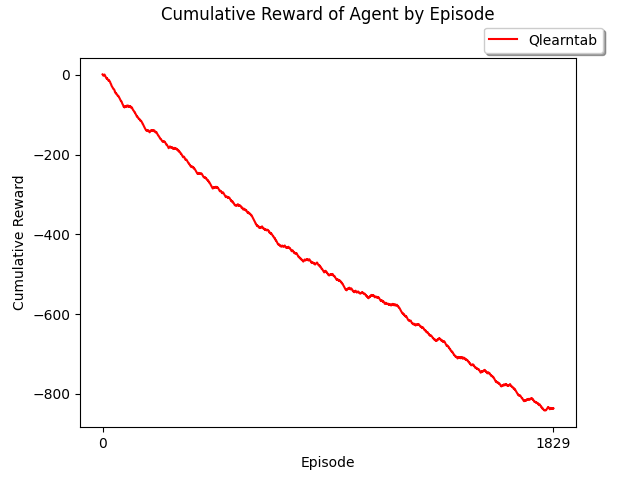 Cumulative Reward of Agent by Episode
Qlearntab
0
−200
−400
−600
−800
Cumulative Reward
0
1829
Episode